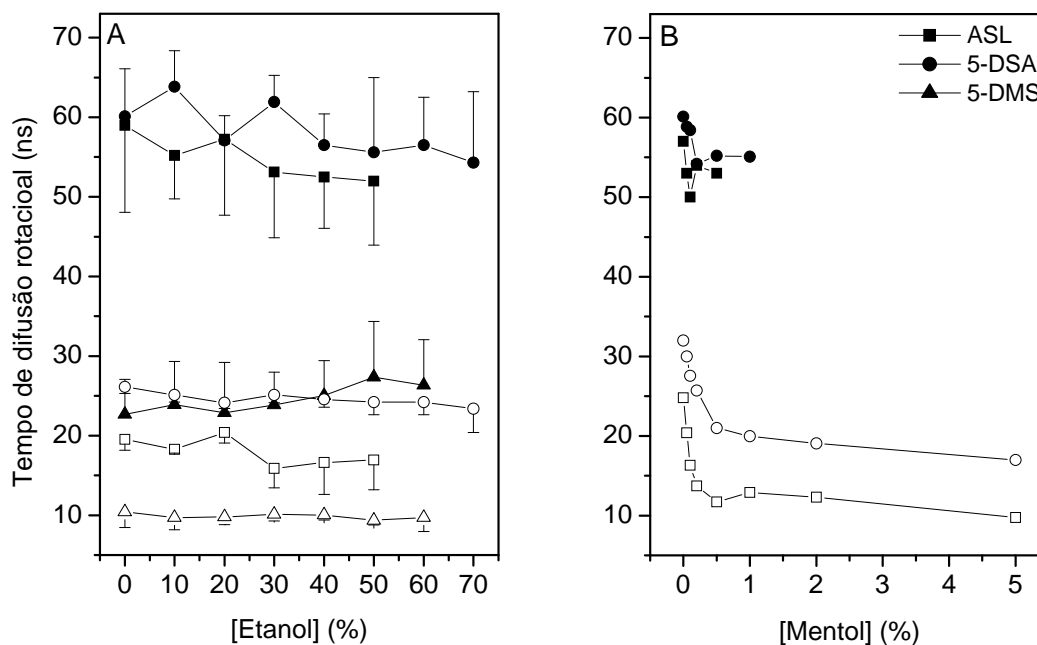 A
70
60
50
40
30
20
10
Tempo de difusão rotacioal (ns)
0 10 20 30 40 50 60 70
[Etanol] (%)
B
ASL
5-DSA
5-DMS
70
60
50
40
30
20
10
0 1 2 3 4 5
[Mentol] (%)